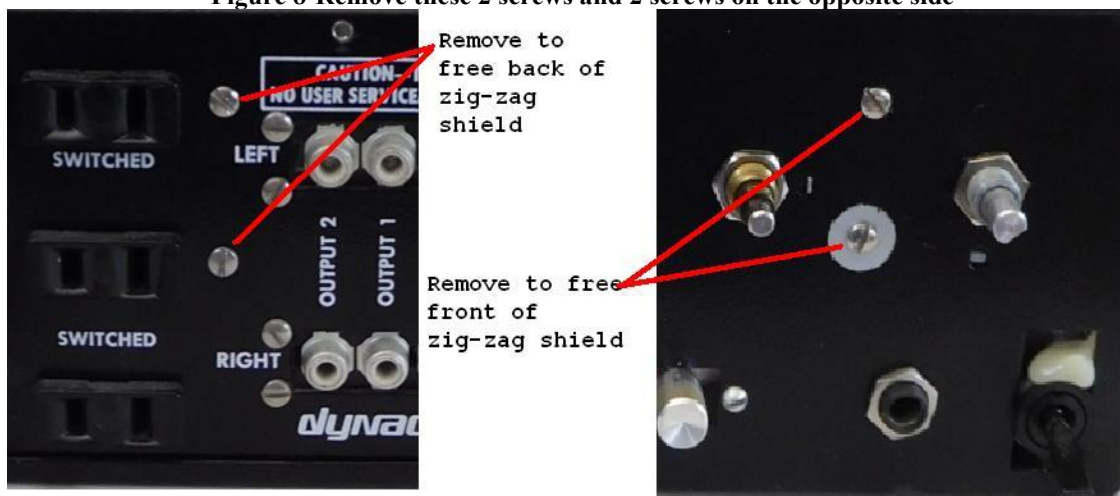 Figure 8 Remove these 2 screws and 2 screws on the opposite side
Remove to
free back of
zig-zag
shield
CAUTION
NO USER SERVICE
SWITCHED
LEFT
OUTPUT 2
OUTPUT 1
Remove to free
front of
zig-zag shield
SWITCHED
RIGHT
dynac